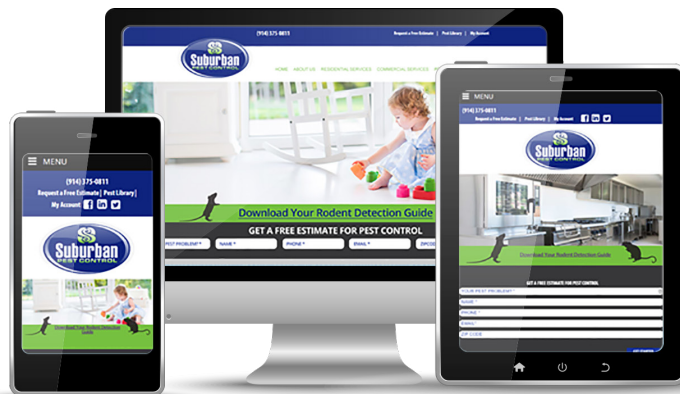 MENU
(914) 375-0811
Request a Free Estimate | Pest Library |
My Account
Suburban
PEST CONTROL
Download Your Rodent Detection
Guide
(914) 375-0811
Request a Free Estimate | Pest Library | My Account
Suburban
PEST CONTROL
HOME ABOUT US RESIDENTIAL SERVICES COMMERCIAL SERVICES
Download Your Rodent Detection Guide
GET A FREE ESTIMATE FOR PEST CONTROL
PEST PROBLEM? * NAME * PHONE * EMAIL * ZIPCOD
MENU
(914) 375-0811
Request a Free Estimate | Pest Library | My Account
Suburban
PEST CONTROL
Download Your Rodent Detection Guide
GET A FREE ESTIMATE FOR PEST CONTROL
YOUR PEST PROBLEM? *
NAME *
PHONE *
EMAIL *
ZIP CODE